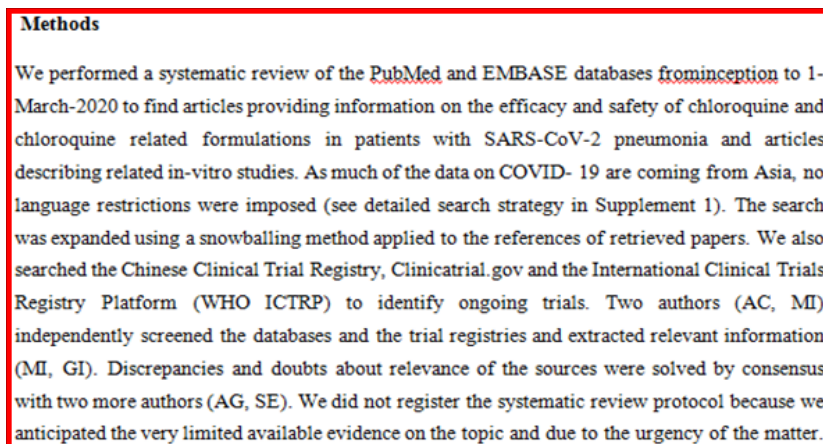 Methods
We performed a systematic review of the PubMed and EMBASE databases frominception to 1-
March-2020 to find articles providing information on the efficacy and safety of chloroquine and
chloroquine related formulations in patients with SARS-CoV-2 pneumonia and articles
describing related in-vitro studies. As much of the data on COVID- 19 are coming from Asia, no
language restrictions were imposed (see detailed search strategy in Supplement 1). The search
was expanded using a snowballing method applied to the references of retrieved papers. We also
searched the Chinese Clinical Trial Registry, Clinicatrial.gov and the International Clinical Trials
Registry Platform (WHO ICTRP) to identify ongoing trials. Two authors (AC, MI)
independently screened the databases and the trial registries and extracted relevant information
(MI, GI). Discrepancies and doubts about relevance of the sources were solved by consensus
with two more authors (AG, SE). We did not register the systematic review protocol because we
anticipated the very limited available evidence on the topic and due to the urgency of the matter.